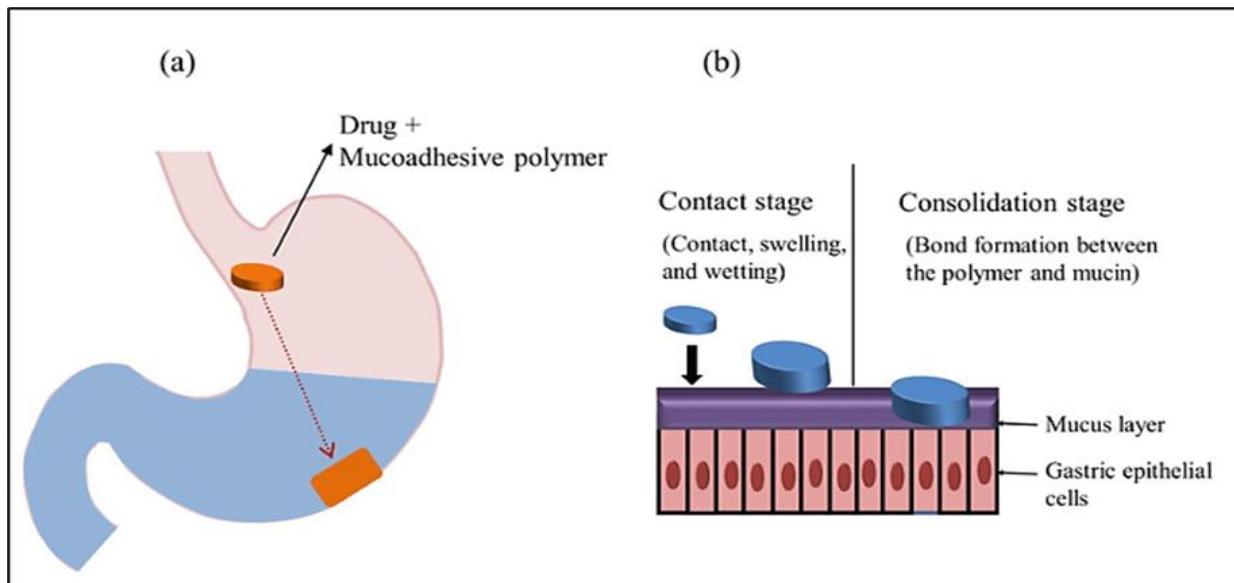 (a)
Drug +
Mucoadhesive polymer
(b)
Contact stage
(Contact, swelling,
and wetting)
Consolidation stage
(Bond formation between
the polymer and mucin)
Mucus layer
Gastric epithelial
cells